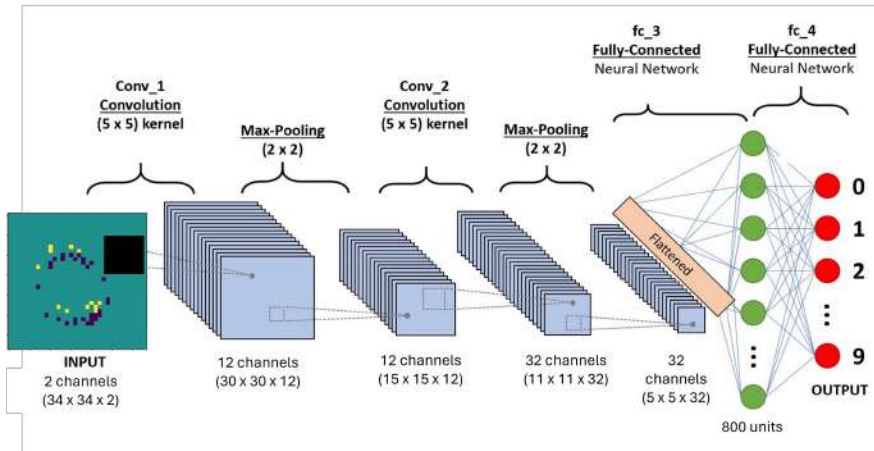 fc_3
Fully-Connected
Neural Network
fc_4
Fully-Connected
Neural Network
Conv_1
Convolution
(5 x 5) kernel
Max-Pooling
(2 x 2)
Conv_2
Convolution
(5 x 5) kernel
Max-Pooling
(2 x 2)
Flattened
0
1
2
9
OUTPUT
INPUT
2 channels
(34 x 34 x 2)
12 channels
(30 x 30 x 12)
12 channels
(15 x 15 x 12)
32 channels
(11 x 11 x 32)
32
channels
(5 x 5 x 32)
800 units